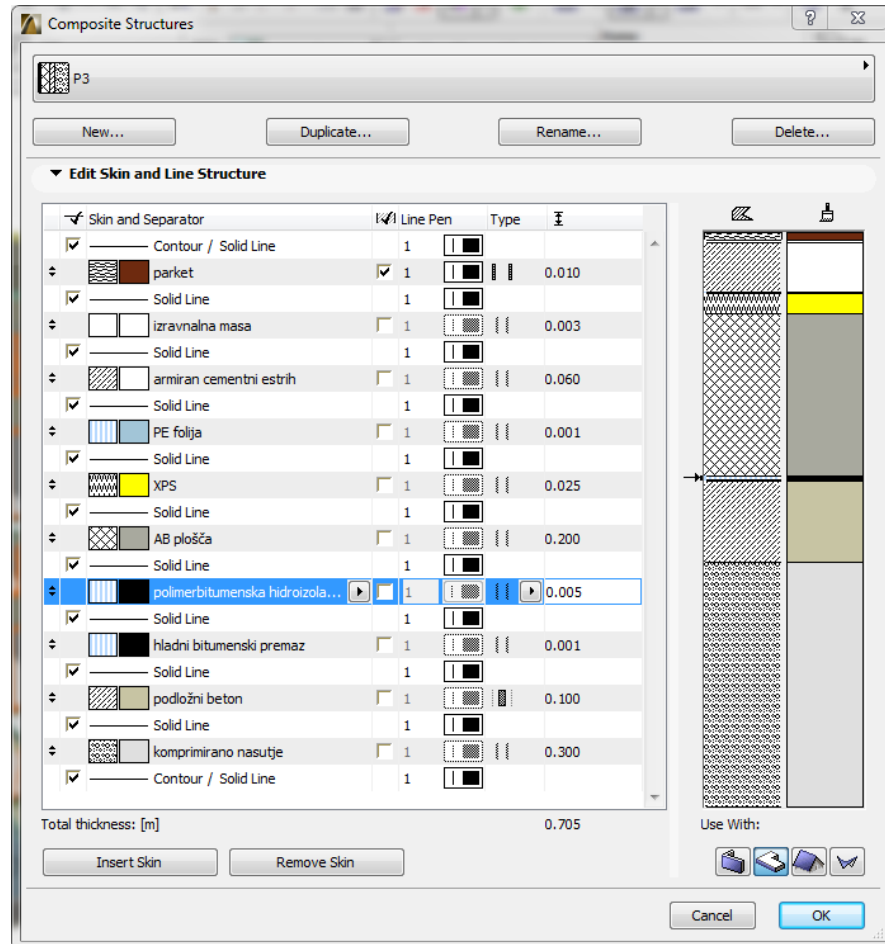 Composite Structures
P3
New... Duplicate... Rename... Delete...
Edit Skin and Line Structure
Skin and Separator Line Pen Type
Contour / Solid Line 1
parket 1 0.010
Solid Line 1
izravnalna masa 1 0.003
Solid Line 1
armiran cementni estrih 1 0.060
Solid Line 1
PE folija 1 0.001
Solid Line 1
XPS 1 0.025
Solid Line 1
AB plošča 1 0.200
Solid Line 1
polimerbitumenska hidroizola... 1 0.005
Solid Line 1
hladni bitumenski premaz 1 0.001
Solid Line 1
podložni beton 1 0.100
Solid Line 1
komprimirano nasutje 1 0.300
Contour / Solid Line 1
Total thickness: [m] 0.705 Use With:
Insert Skin Remove Skin
Cancel OK